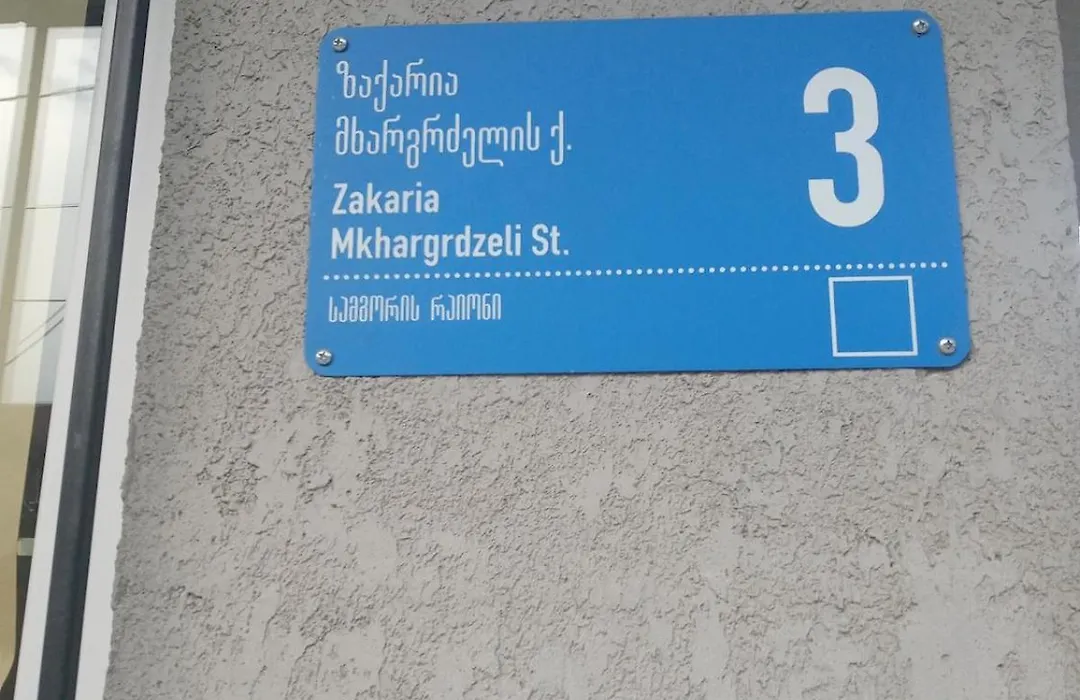 ზაქარია
მხარგრძელის ქ.
Zakaria
Mkhargrdzeli St.
3
სამგორის რაიონი